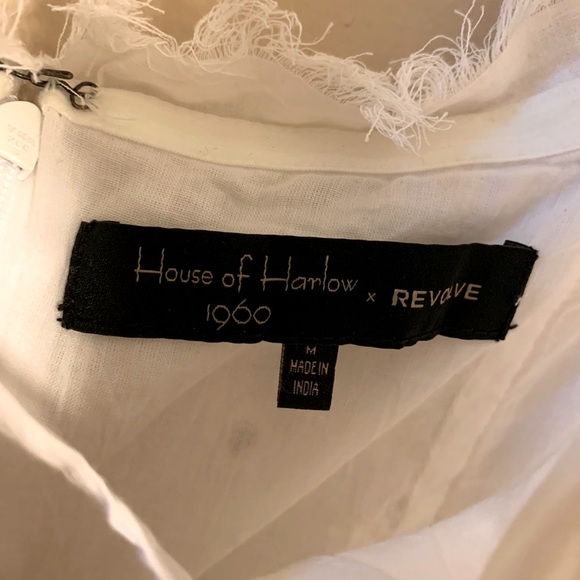 House of Harlow x REVOLVE
1960
M
MADE IN
INDIA